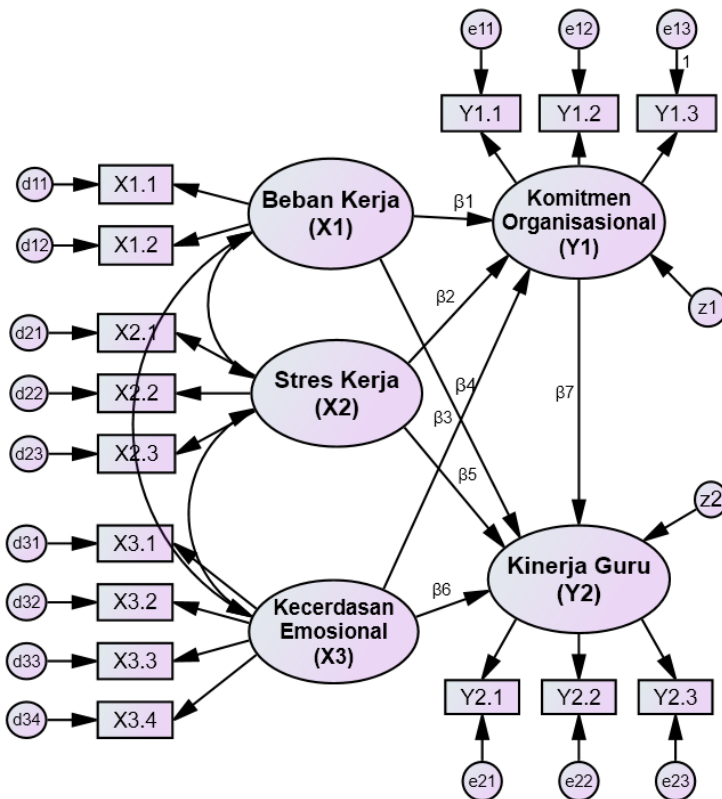 e11
e12
e13
1
Y1.1
Y1.2
Y1.3
d11
X1.1
d12
X1.2
Beban Kerja
(X1)
β1
Komitmen
Organisasional
(Y1)
z1
β2
d21
X2.1
d22
X2.2
d23
X2.3
Stres Kerja
(X2)
β4
β3
β7
β5
z2
d31
X3.1
d32
X3.2
d33
X3.3
d34
X3.4
Kecerdasan
Emosional
(X3)
β6
Kinerja Guru
(Y2)
Y2.1
Y2.2
Y2.3
e21
e22
e23